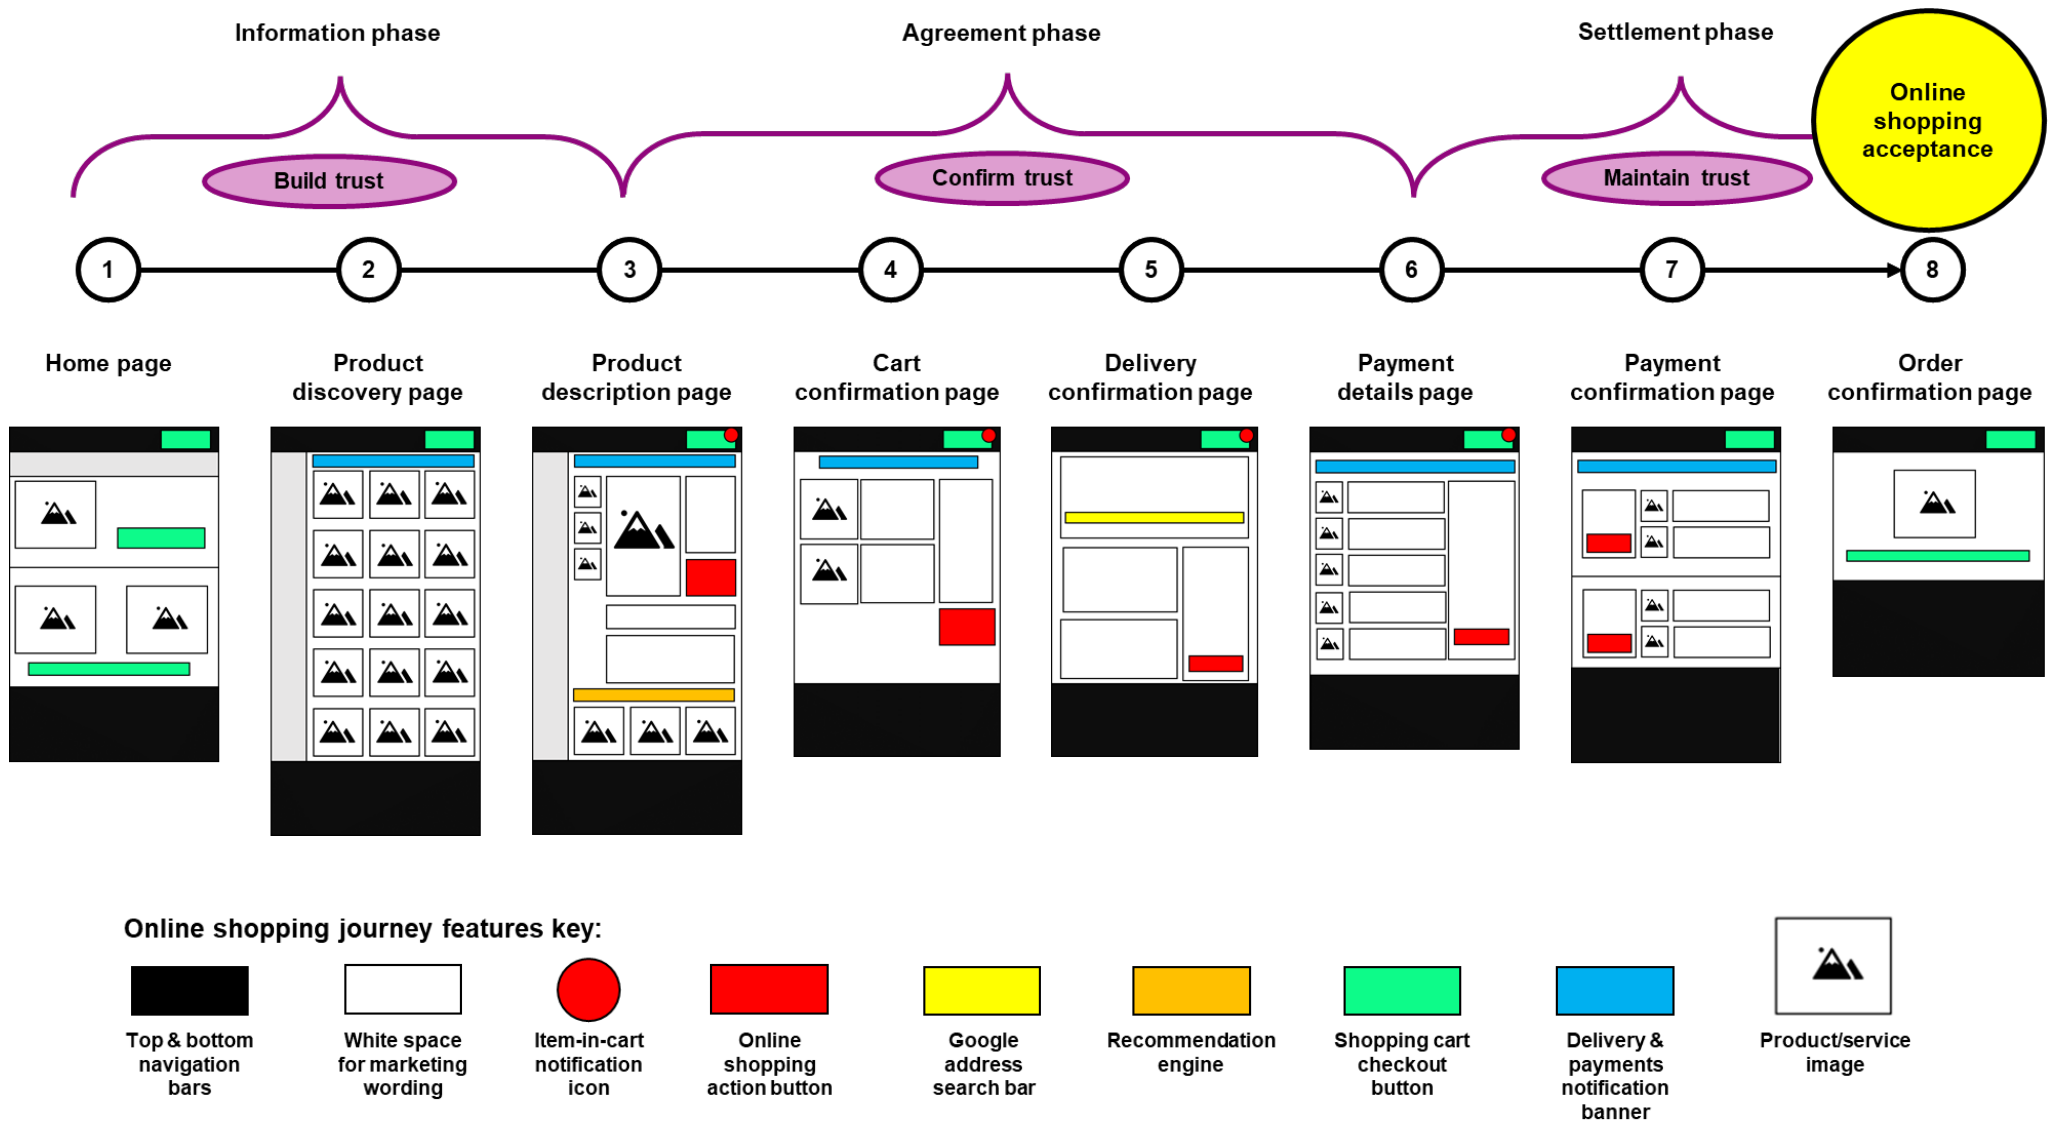 Information phase
Agreement phase
Settlement phase
Online
shopping
acceptance
Build trust
Confirm trust
Maintain trust
1
2
3
4
5
6
7
8
Home page
Product
discovery page
Product
description page
Cart
confirmation page
Delivery
confirmation page
Payment
details page
Payment
confirmation page
Order
confirmation page
Online shopping journey features key:
Top & bottom
navigation
bars
White space
for marketing
wording
Item-in-cart
notification
icon
Online
shopping
action button
Google
address
search bar
Recommendation
engine
Shopping cart
checkout
button
Delivery &
payments
notification
banner
Product/service
image